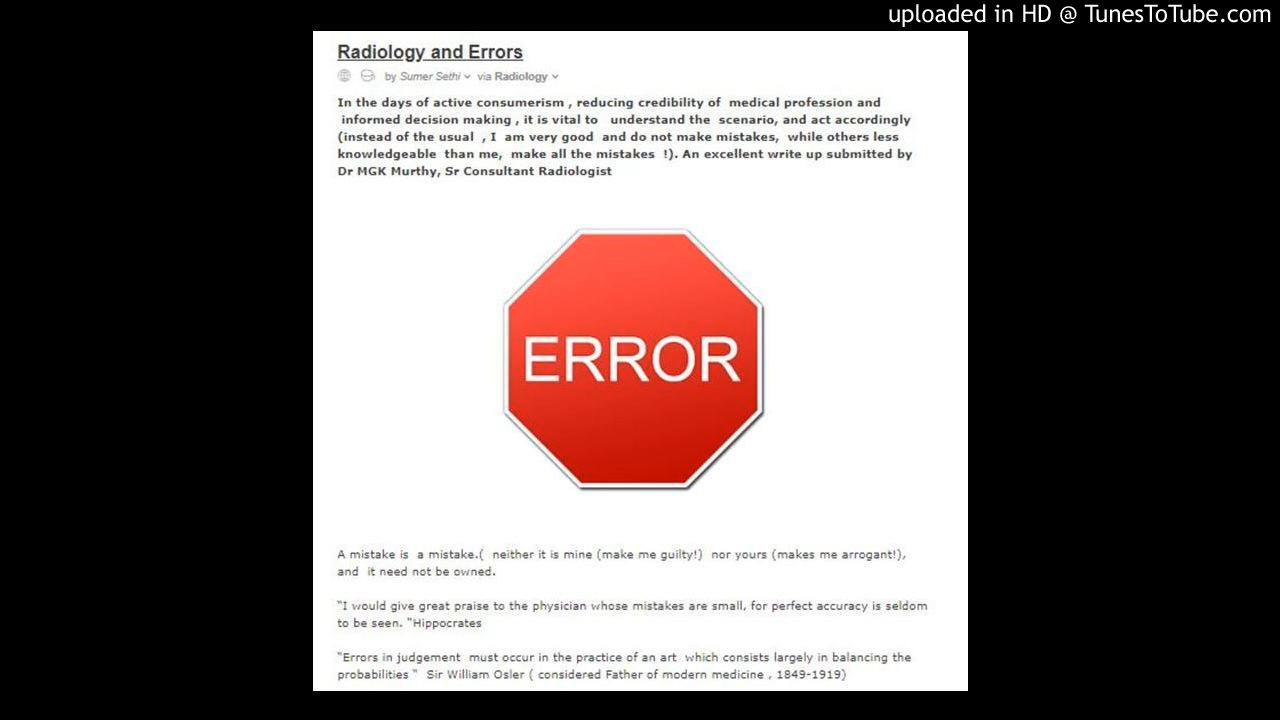 uploaded in HD @ TunesToTube.com
Radiology and Errors
by Sumer Sethi via Radiology
In the days of active consumerism , reducing credibility of medical profession and
informed decision making , it is vital to understand the scenario, and act accordingly
(instead of the usual , I am very good and do not make mistakes, while others less
knowledgeable than me, make all the mistakes !). An excellent write up submitted by
Dr MGK Murthy, Sr Consultant Radiologist
ERROR
A mistake is a mistake.( neither it is mine (make me guilty!) nor yours (makes me arrogant!),
and it need not be owned.
"I would give great praise to the physician whose mistakes are small, for perfect accuracy is seldom
to be seen. "Hippocrates
"Errors in judgement must occur in the practice of an art which consists largely in balancing the
probabilities " Sir William Osler ( considered Father of modern medicine , 1849-1919)